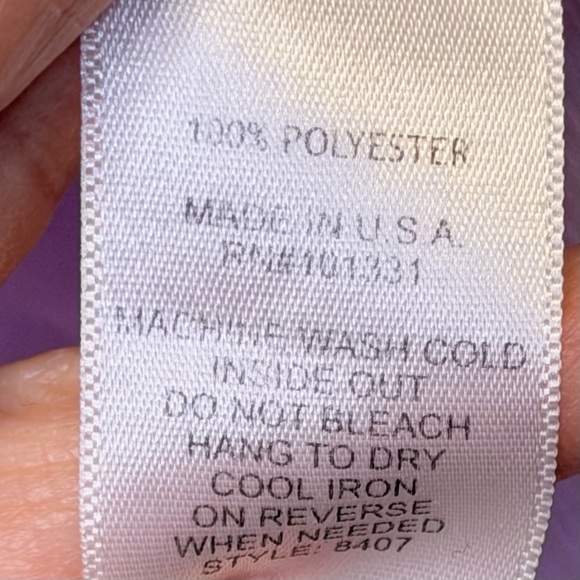 100% POLYESTER
MADE IN U.S.A.
RN#101331
MACHINE WASH COLD
INSIDE OUT
DO NOT BLEACH
HANG TO DRY
COOL IRON
ON REVERSE
WHEN NEEDED
STYLE: 8407